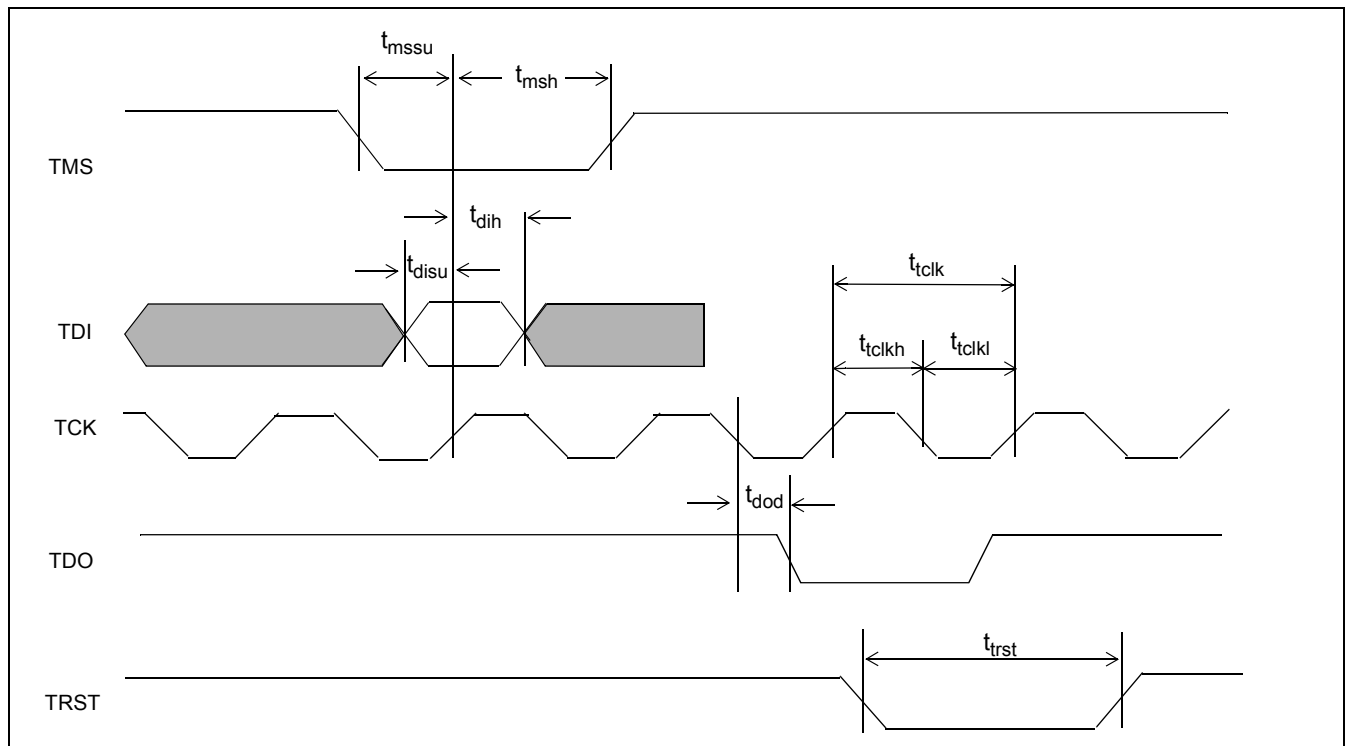 tmssu
tmsh
TMS
tdih
tdisu
ttclk
TDI
ttclkh
ttclkl
TCK
tdod
TDO
ttrst
TRST